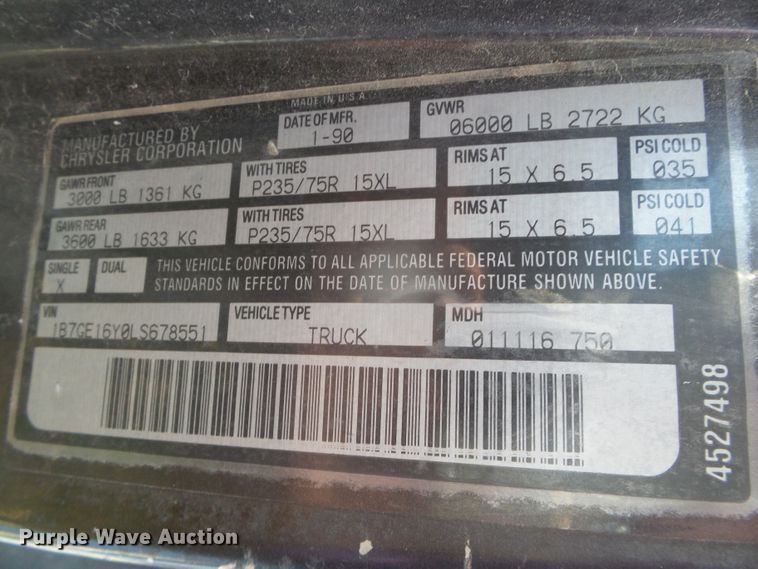 MADE IN U S A
MANUFACTURED BY
CHRYSLER CORPORATION
DATE OF MFR.
1-90
GVWR
06000 LB 2722 KG
GAWR FRONT
3000 LB 1361 KG
WITH TIRES
P235/75R 15XL
RIMS AT
15 X 6.5
PSI COLD
035
GAWR REAR
3600 LB 1633 KG
WITH TIRES
P235/75R 15XL
RIMS AT
15 X 6.5
PSI COLD
041
SINGLE
X
DUAL
THIS VEHICLE CONFORMS TO ALL APPLICABLE FEDERAL MOTOR VEHICLE SAFETY
STANDARDS IN EFFECT ON THE DATE OF MANUFACTURE SHOWN ABOVE.
VIN
1B7GE16Y0LS678551
VEHICLE TYPE
TRUCK
MDH
011116 750
4527498
Purple Wave Auction